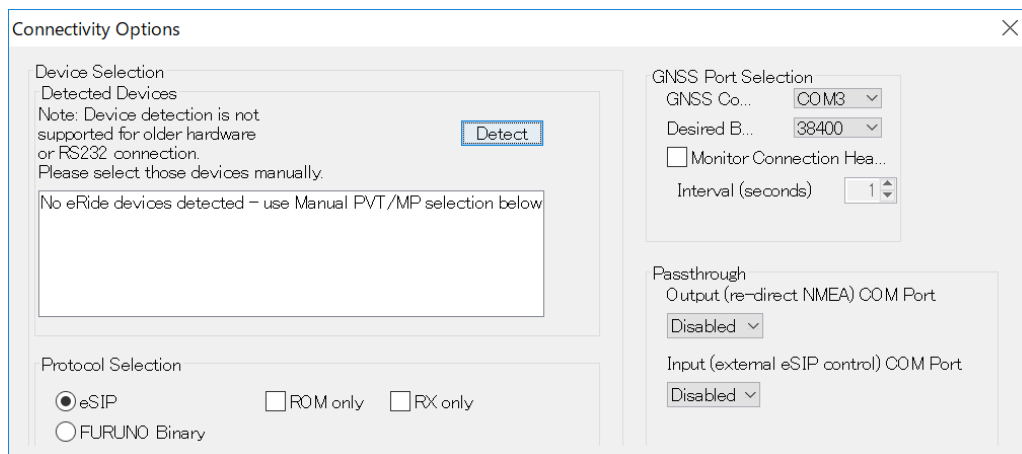 Connectivity Options
Device Selection
Detected Devices
Note: Device detection is not
supported for older hardware
or RS232 connection.
Please select those devices manually.
Detect
No eRide devices detected - use Manual PVT/MP selection below
Protocol Selection
eSIP
ROM only
RX only
FURUNO Binary
GNSS Port Selection
GNSS Co...
COM3
Desired B...
38400
Monitor Connection Hea...
Interval (seconds)
1
Passthrough
Output (re-direct NMEA) COM Port
Disabled
Input (external eSIP control) COM Port
Disabled